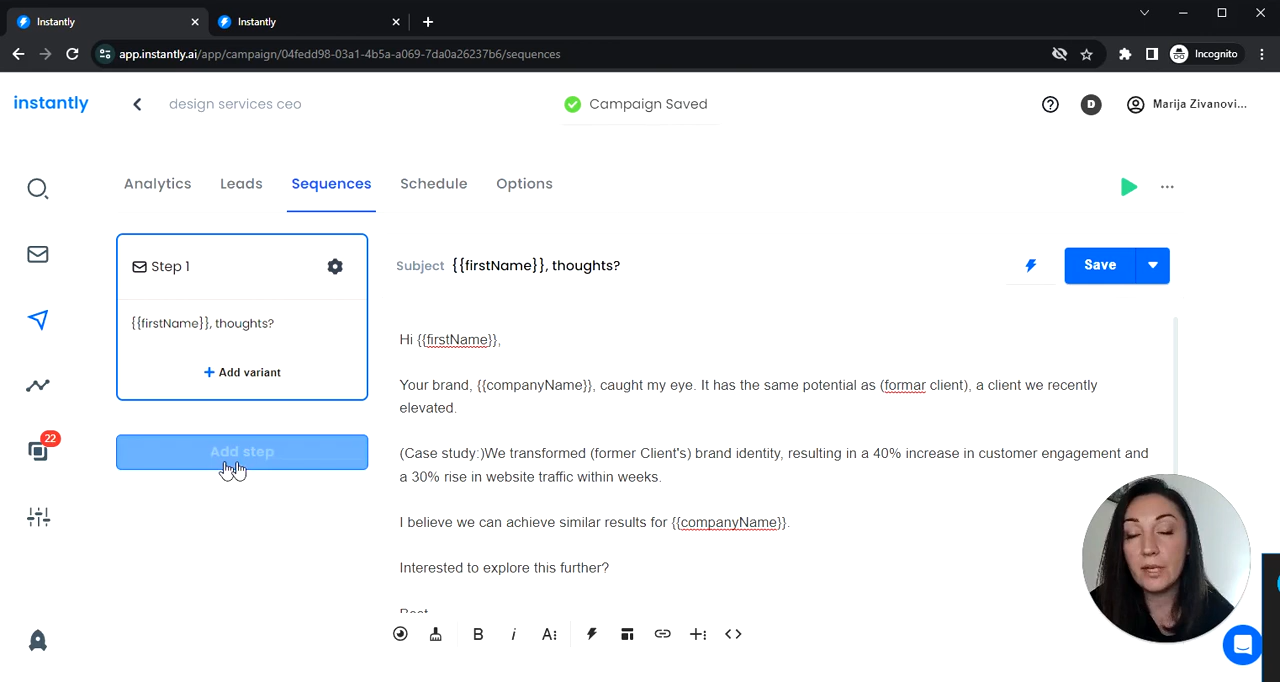 Instantly
Instantly
app.instantly.ai/app/campaign/04fedd98-03a1-4b5a-a069-7da0a26237b6/sequences
Incognito
instantly
design services ceo
Campaign Saved
D
Marija Zivanovi...
Analytics
Leads
Sequences
Schedule
Options
Step 1
{{firstName}}, thoughts?
Add variant
Add step
22
Subject {{firstName}}, thoughts?
Save
Hi {{firstName}},
Your brand, {{companyName}}, caught my eye. It has the same potential as (formar client), a client we recently
elevated.
(Case study:)We transformed (former Client's) brand identity, resulting in a 40% increase in customer engagement and
a 30% rise in website traffic within weeks.
I believe we can achieve similar results for {{companyName}}.
Interested to explore this further?
Best
B i A